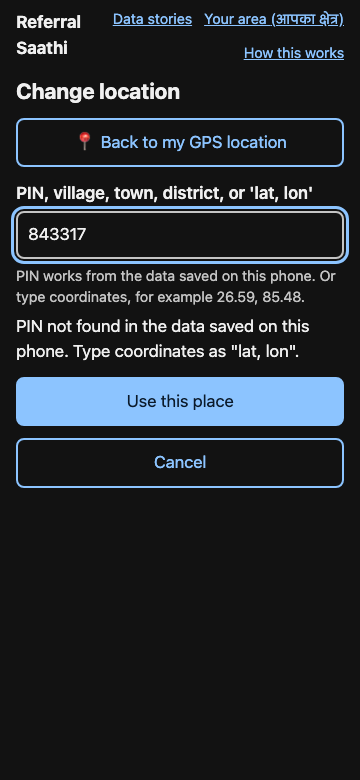 Referral Saathi
Data stories
Your area (आपका क्षेत्र)
How this works
Change location
📍 Back to my GPS location
PIN, village, town, district, or 'lat, lon'
843317
PIN works from the data saved on this phone. Or
type coordinates, for example 26.59, 85.48.
PIN not found in the data saved on this
phone. Type coordinates as "lat, lon".
Use this place
Cancel